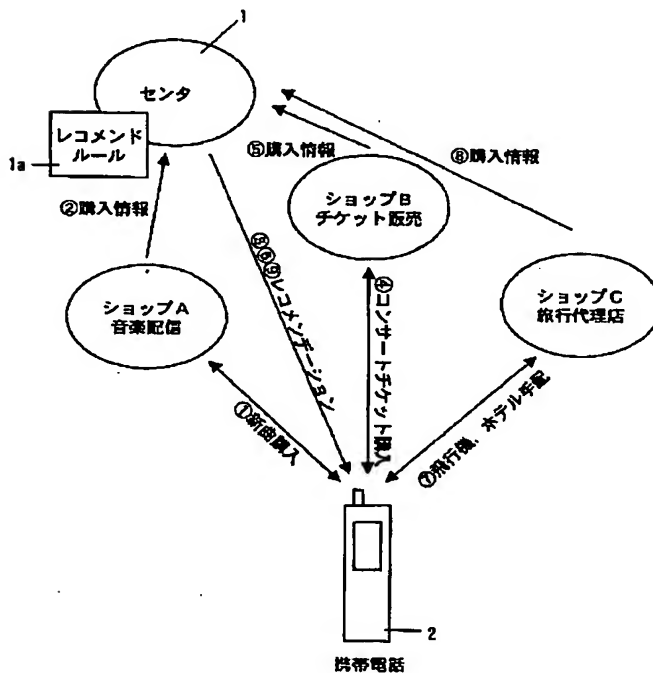 1
センタ
レコメンド
ルール
1a
②購入情報
⑤購入情報
⑧購入情報
ショップB
チケット販売
ショップA
音楽配信
ショップC
旅行代理店
③⑥⑨レコメンデーション
④コンサートチケット購入
①新曲購入
⑦飛行機、ホテル手配
2
携帯電話